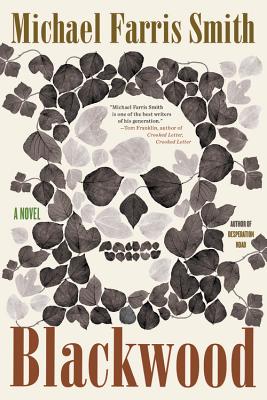 Michael Farris Smith
"Michael Farris Smith
is one of the best writers
of his generation."
—Tom Franklin, author of
Crooked Letter,
Crooked Letter
A NOVEL
AUTHOR OF
DESPERATION
ROAD
Blackwood